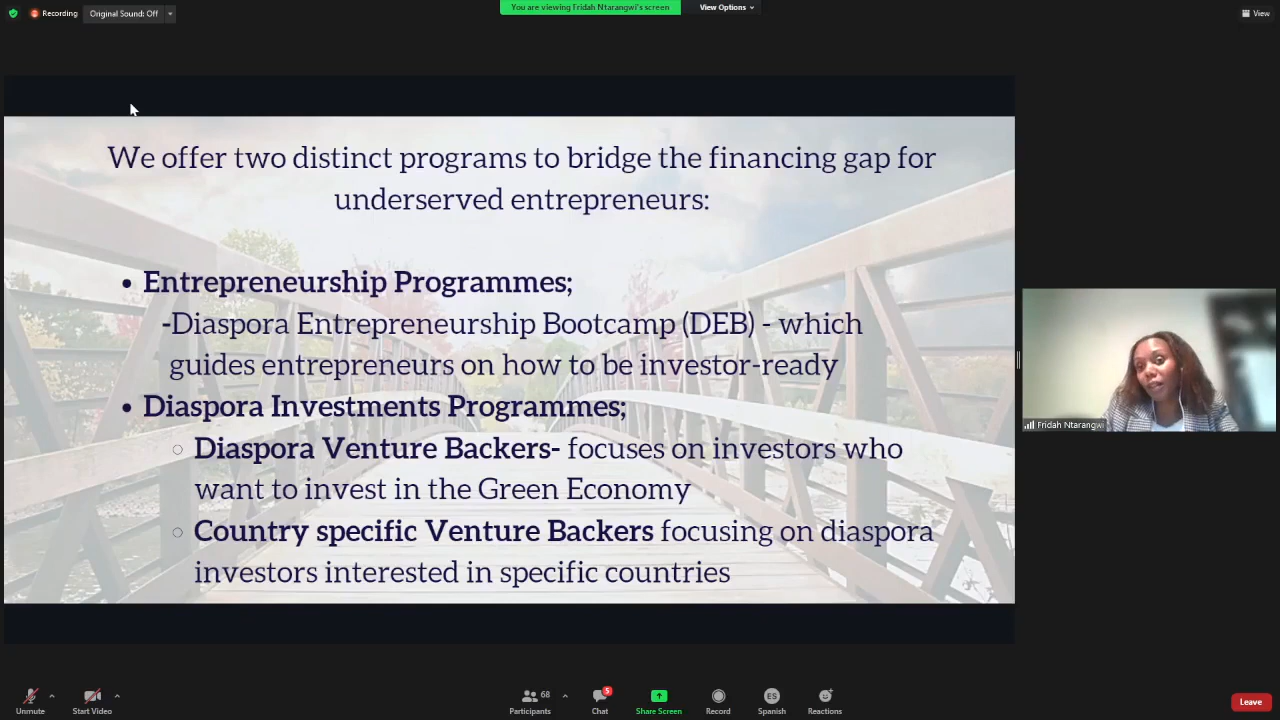 Recording
Original Sound: Off
You are viewing Fridah Ntarangwi's screen
View Options
View
We offer two distinct programs to bridge the financing gap for
underserved entrepreneurs:
• Entrepreneurship Programmes;
-Diaspora Entrepreneurship Bootcamp (DEB) - which
guides entrepreneurs on how to be investor-ready
• Diaspora Investments Programmes;
Diaspora Venture Backers- focuses on investors who
want to invest in the Green Economy
Country specific Venture Backers focusing on diaspora
investors interested in specific countries
Fridah Ntarangwi
Unmute
Start Video
68
Participants
5
Chat
Share Screen
Record
ES
Spanish
Reactions
Leave